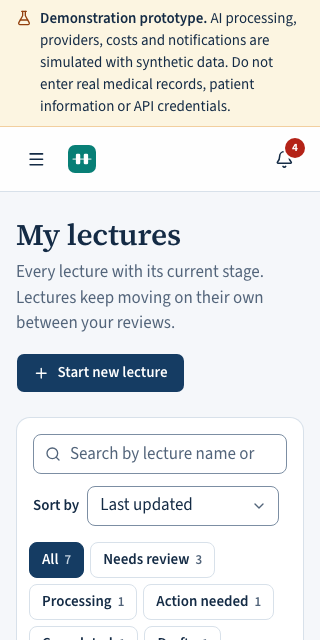 Demonstration prototype. AI processing,
providers, costs and notifications are
simulated with synthetic data. Do not
enter real medical records, patient
information or API credentials.
4
My lectures
Every lecture with its current stage.
Lectures keep moving on their own
between your reviews.
Start new lecture
Search by lecture name or
Sort by Last updated
All 7 Needs review 3
Processing 1 Action needed 1